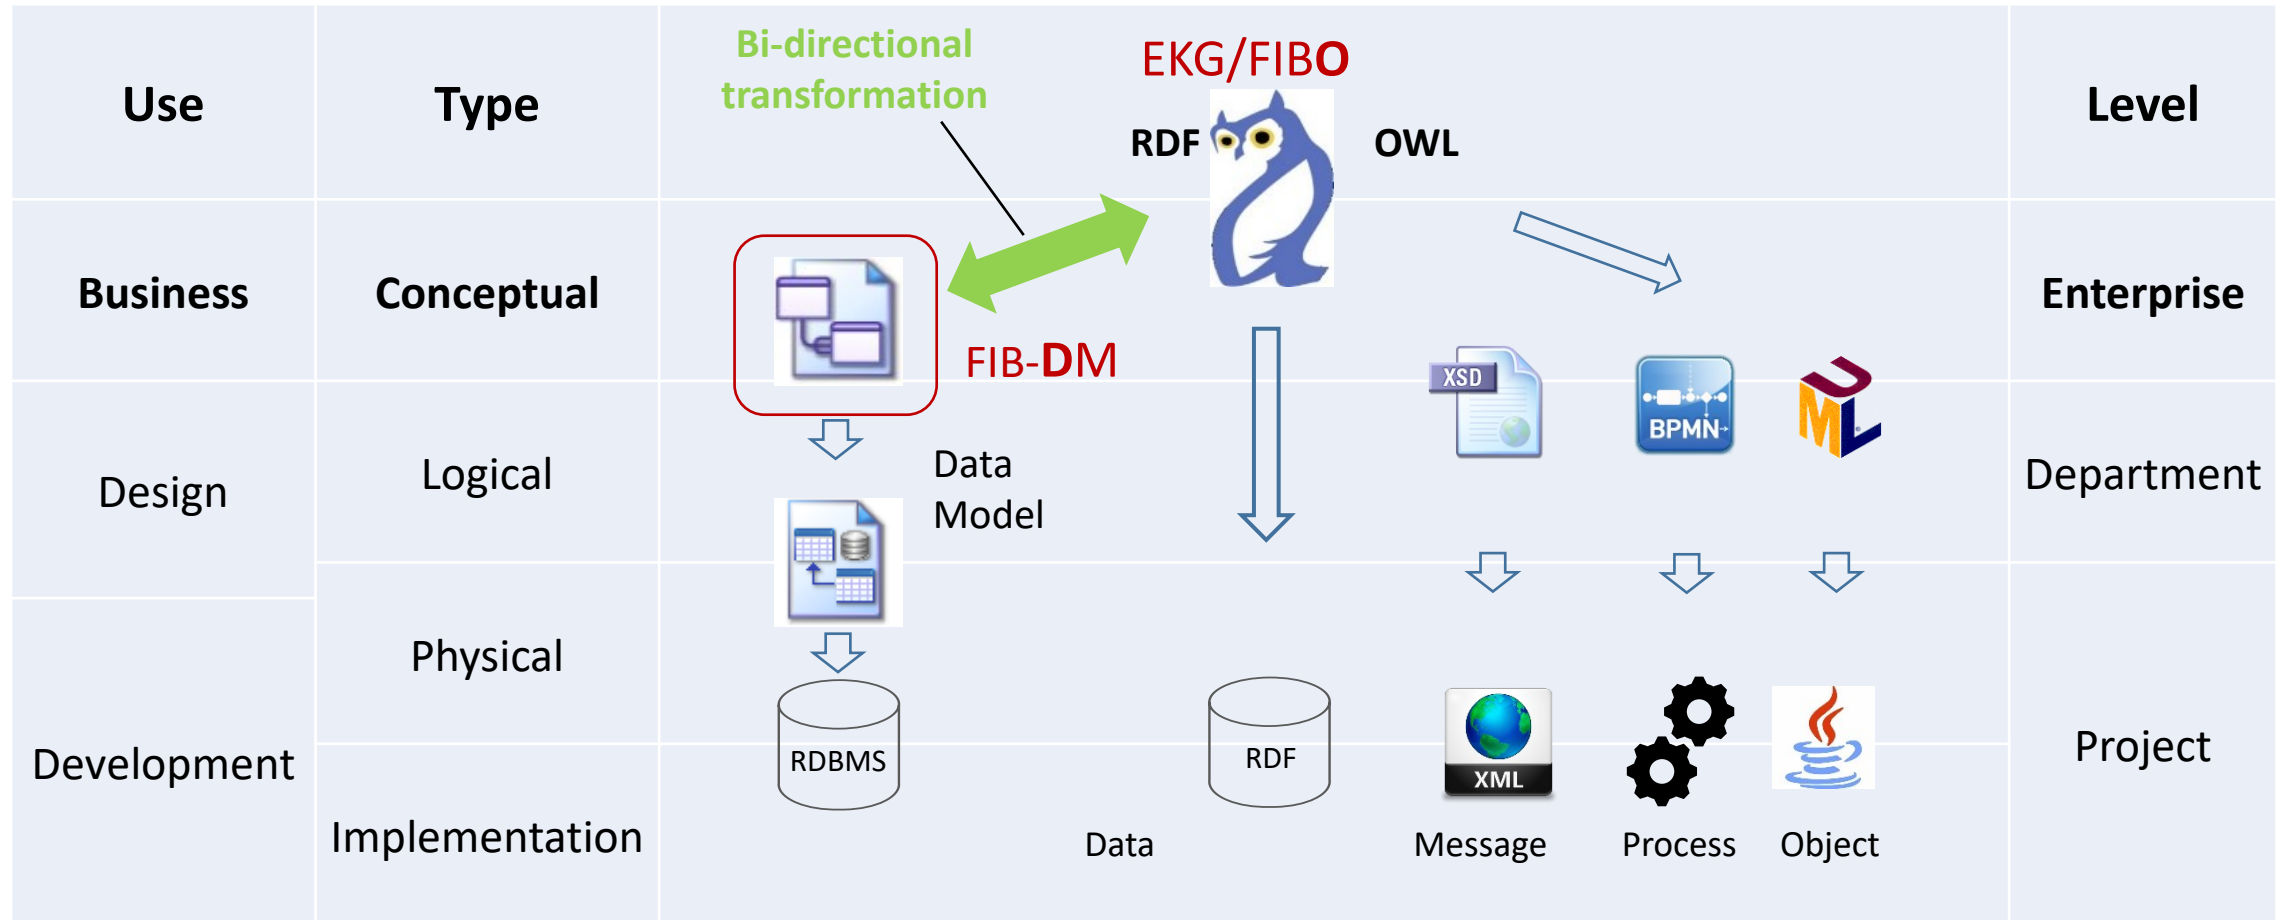 Use
Type
Bi-directional
transformation
EKG/FIBO
RDF
OWL
Level
Business
Conceptual
FIB-DM
Enterprise
Design
Logical
Data
Model
XSD
BPMN
UML
Department
Development
Physical
RDBMS
RDF
XML
Project
Implementation
Data
Message
Process
Object